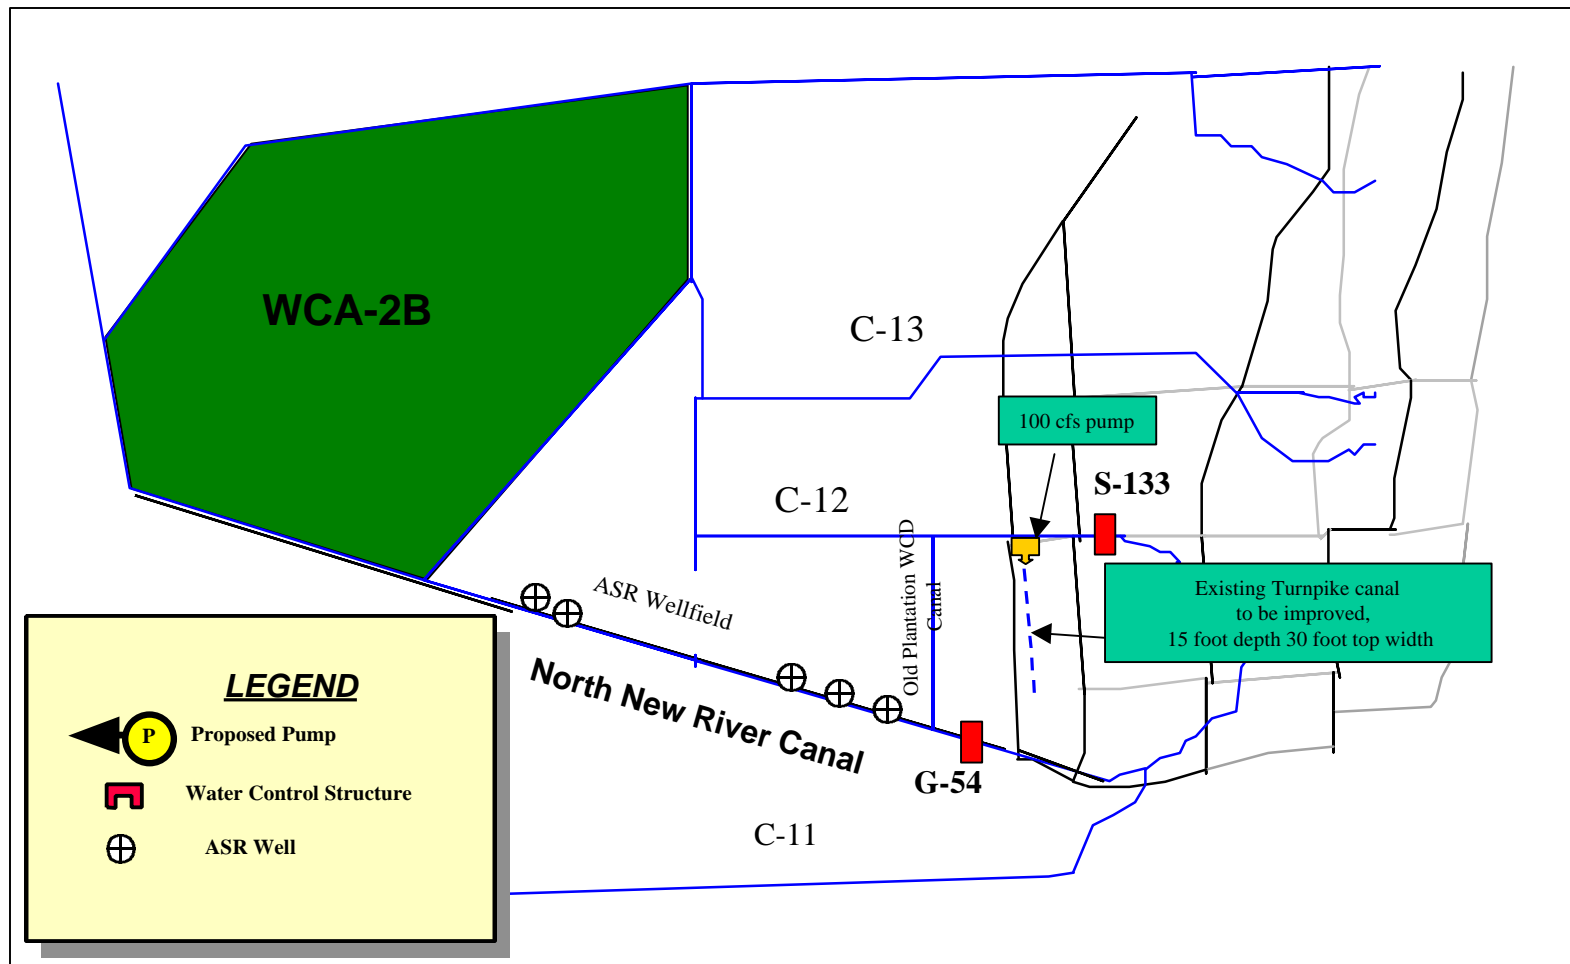 WCA-2B
C-13
100 cfs pump
S-133
C-12
Old Plantation WCD
Canal
Existing Turnpike canal
to be improved,
15 foot depth 30 foot top width
ASR Wellfield
North New River Canal
G-54
C-11
LEGEND
P
Proposed Pump
Water Control Structure
ASR Well